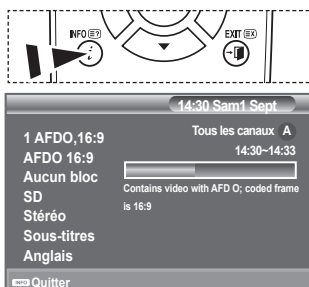 INFO
EXIT
14:30 Sam1 Sept
1 AFDO,16:9
AFDO 16:9
Aucun bloc
SD
Stéréo
Sous-titres
Anglais
Tous les canaux A
14:30~14:33
Contains video with AFD O; coded frame
is 16:9
INFO Quitter